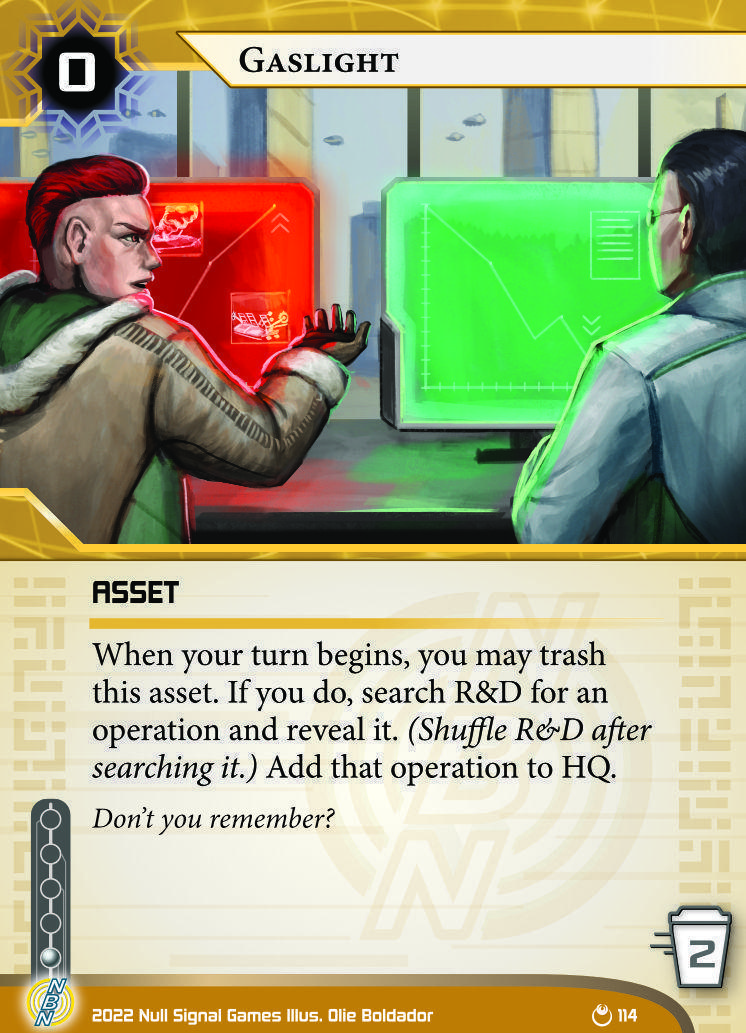 0
Gaslight
ASSET
When your turn begins, you may trash
this asset. If you do, search R&D for an
operation and reveal it. (Shuffle R&D after
searching it.) Add that operation to HQ.
Don't you remember?
2
NBN
2022 Null Signal Games Illus. Olie Boldador
114